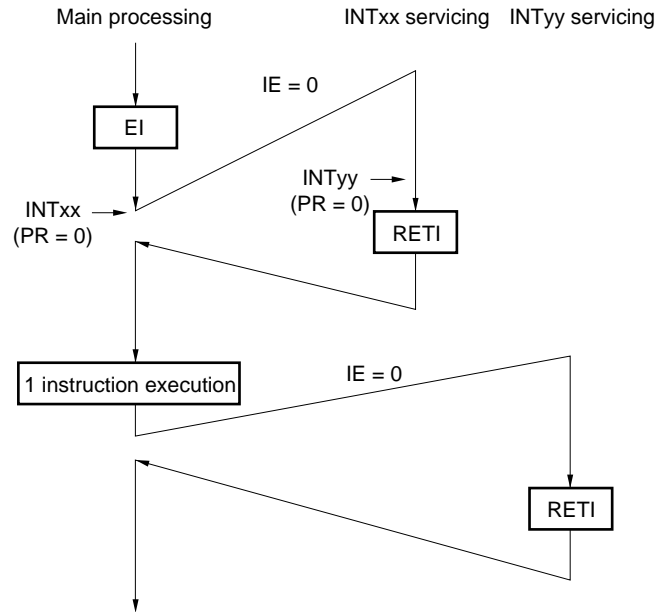 Main processing
INTxx servicing
INTyy servicing
IE = 0
EI
INTyy
(PR = 0)
INTxx
(PR = 0)
RETI
1 instruction execution
IE = 0
RETI